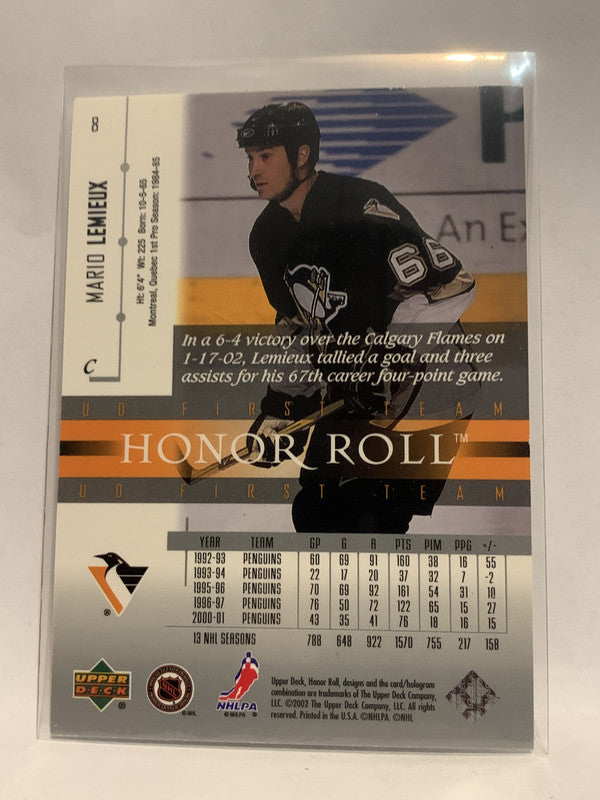 8
MARIO LEMIEUX
Ht: 6'4" Wt: 225 Born: 10-5-65
Montreal, Quebec 1st Pro Season: 1984-85
C
66
An Ex
In a 6-4 victory over the Calgary Flames on
1-17-02, Lemieux tallied a goal and three
assists for his 67th career four-point game.
UD FIRST TEAM
HONOR ROLL™
UD FIRST TEAM
YEAR TEAM GP G A PTS PIM PPG +/-
1992-93 PENGUINS 60 69 91 160 38 16 55
1993-94 PENGUINS 22 17 20 37 32 7 -2
1995-96 PENGUINS 70 69 92 161 54 31 10
1996-97 PENGUINS 76 50 72 122 65 15 27
2000-01 PENGUINS 43 35 41 76 18 16 15
13 NHL SEASONS 788 648 922 1570 755 217 158
UPPER DECK
NHL
©NHL
NHLPA
©NHLPA
Upper Deck, Honor Roll, designs and the card/hologram
combination are trademarks of The Upper Deck Company,
LLC. ©2002 The Upper Deck Company, LLC. All rights
reserved. Printed in the U.S.A. ©NHLPA. ©NHL